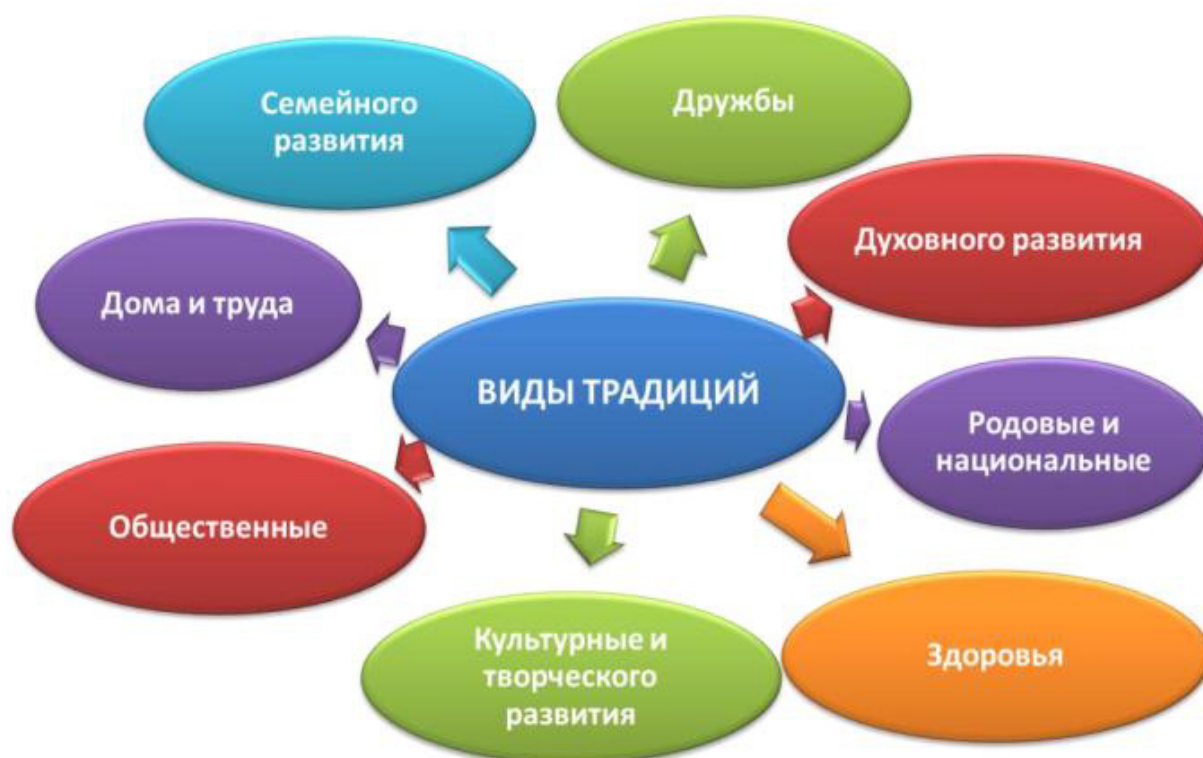 Семейного
развития
Дружбы
Духовного развития
Дома и труда
ВИДЫ ТРАДИЦИЙ
Родовые и
национальные
Общественные
Культурные и
творческого
развития
Здоровья